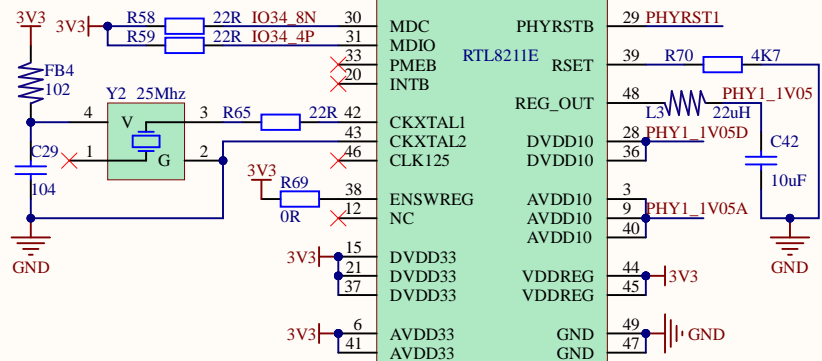 3V3 3V3 R58 22R IO34_8N 30 MDC PHYRSTB 29 PHYRST1
R59 22R IO34_4P 31 MDIO
33 PMEB RTL8211E RSET 39 R70 4K7
FB4 20 INTB
102 Y2 25Mhz REG_OUT 48 L3 22uH PHY1_1V05
4 V 3 R65 22R 42 CKXTAL1
43 CKXTAL2 DVDD10 28 PHY1_1V05D C42
C29 1 G 2 46 CLK125 DVDD10 36
104 3V3 R69 10uF
0R 38 ENSWREG AVDD10 3
12 NC AVDD10 9 PHY1_1V05A
AVDD10 40
GND 3V3 15 DVDD33 GND
21 DVDD33 VDDREG 44 3V3
37 DVDD33 VDDREG 45
3V3 6 AVDD33 GND 49 GND
41 AVDD33 GND 47